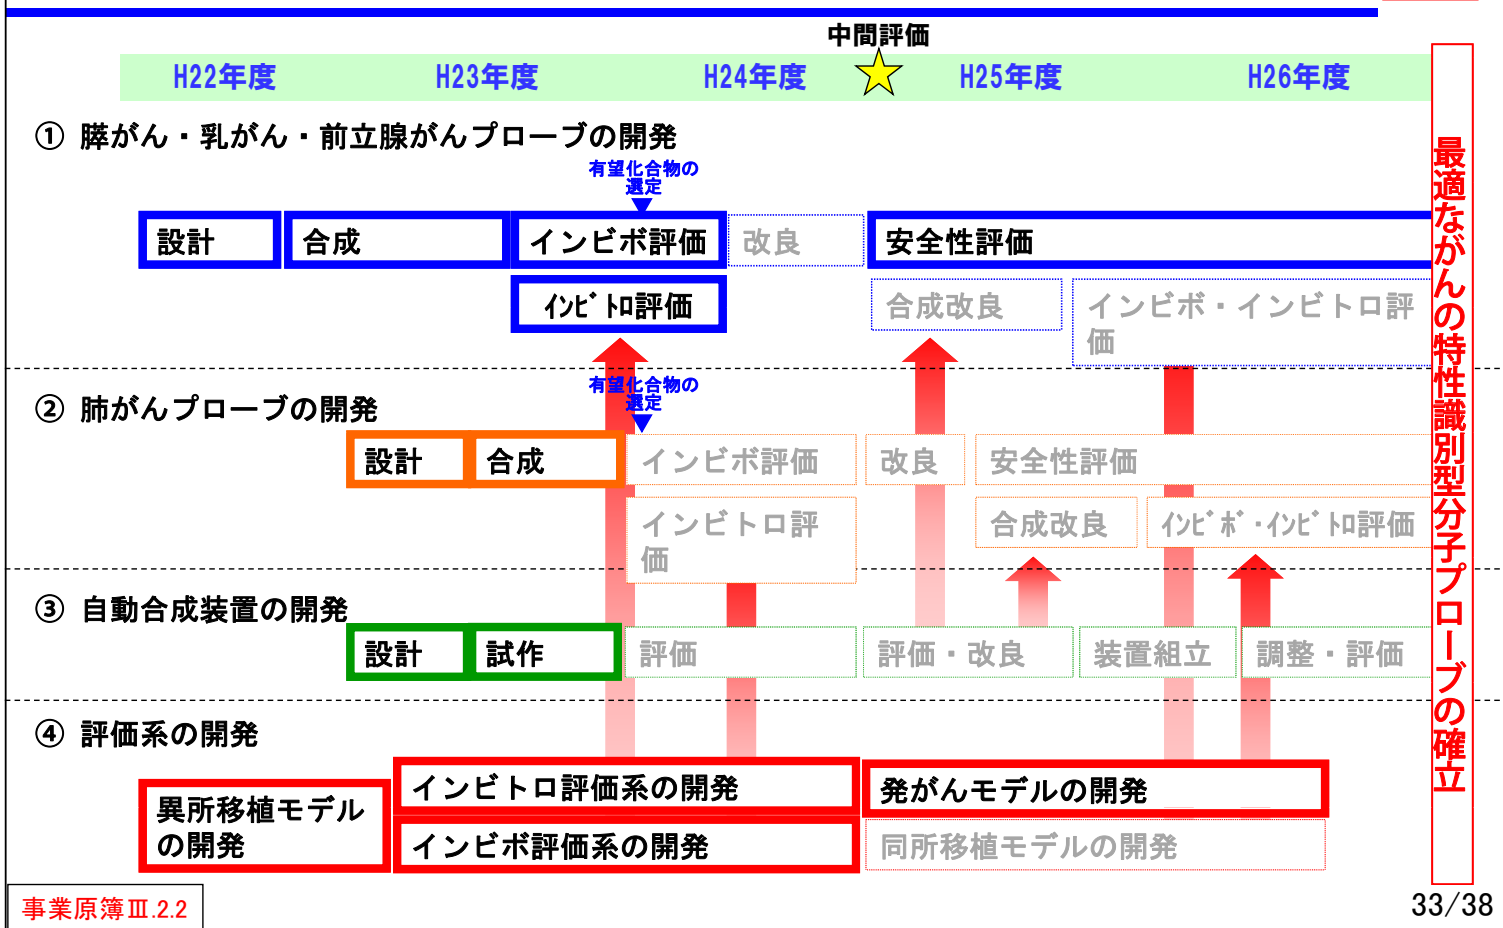 中間評価
H22年度 H23年度 H24年度 H25年度 H26年度
① 膵がん・乳がん・前立腺がんプローブの開発
有望化合物の
選定
設計 合成 インビボ評価 改良 安全性評価
インビトロ評価 合成改良 インビボ・インビトロ評
価
② 肺がんプローブの開発
有望化合物の
選定
設計 合成 インビボ評価 改良 安全性評価
インビトロ評
価
合成改良 インビボ・インビトロ評価
③ 自動合成装置の開発
設計 試作 評価 評価・改良 装置組立 調整・評価
④ 評価系の開発
異所移植モデル
の開発
インビトロ評価系の開発 発がんモデルの開発
インビボ評価系の開発 同所移植モデルの開発
最適ながんの特性識別型分子プローブの確立
事業原簿Ⅲ.2.2
33/38